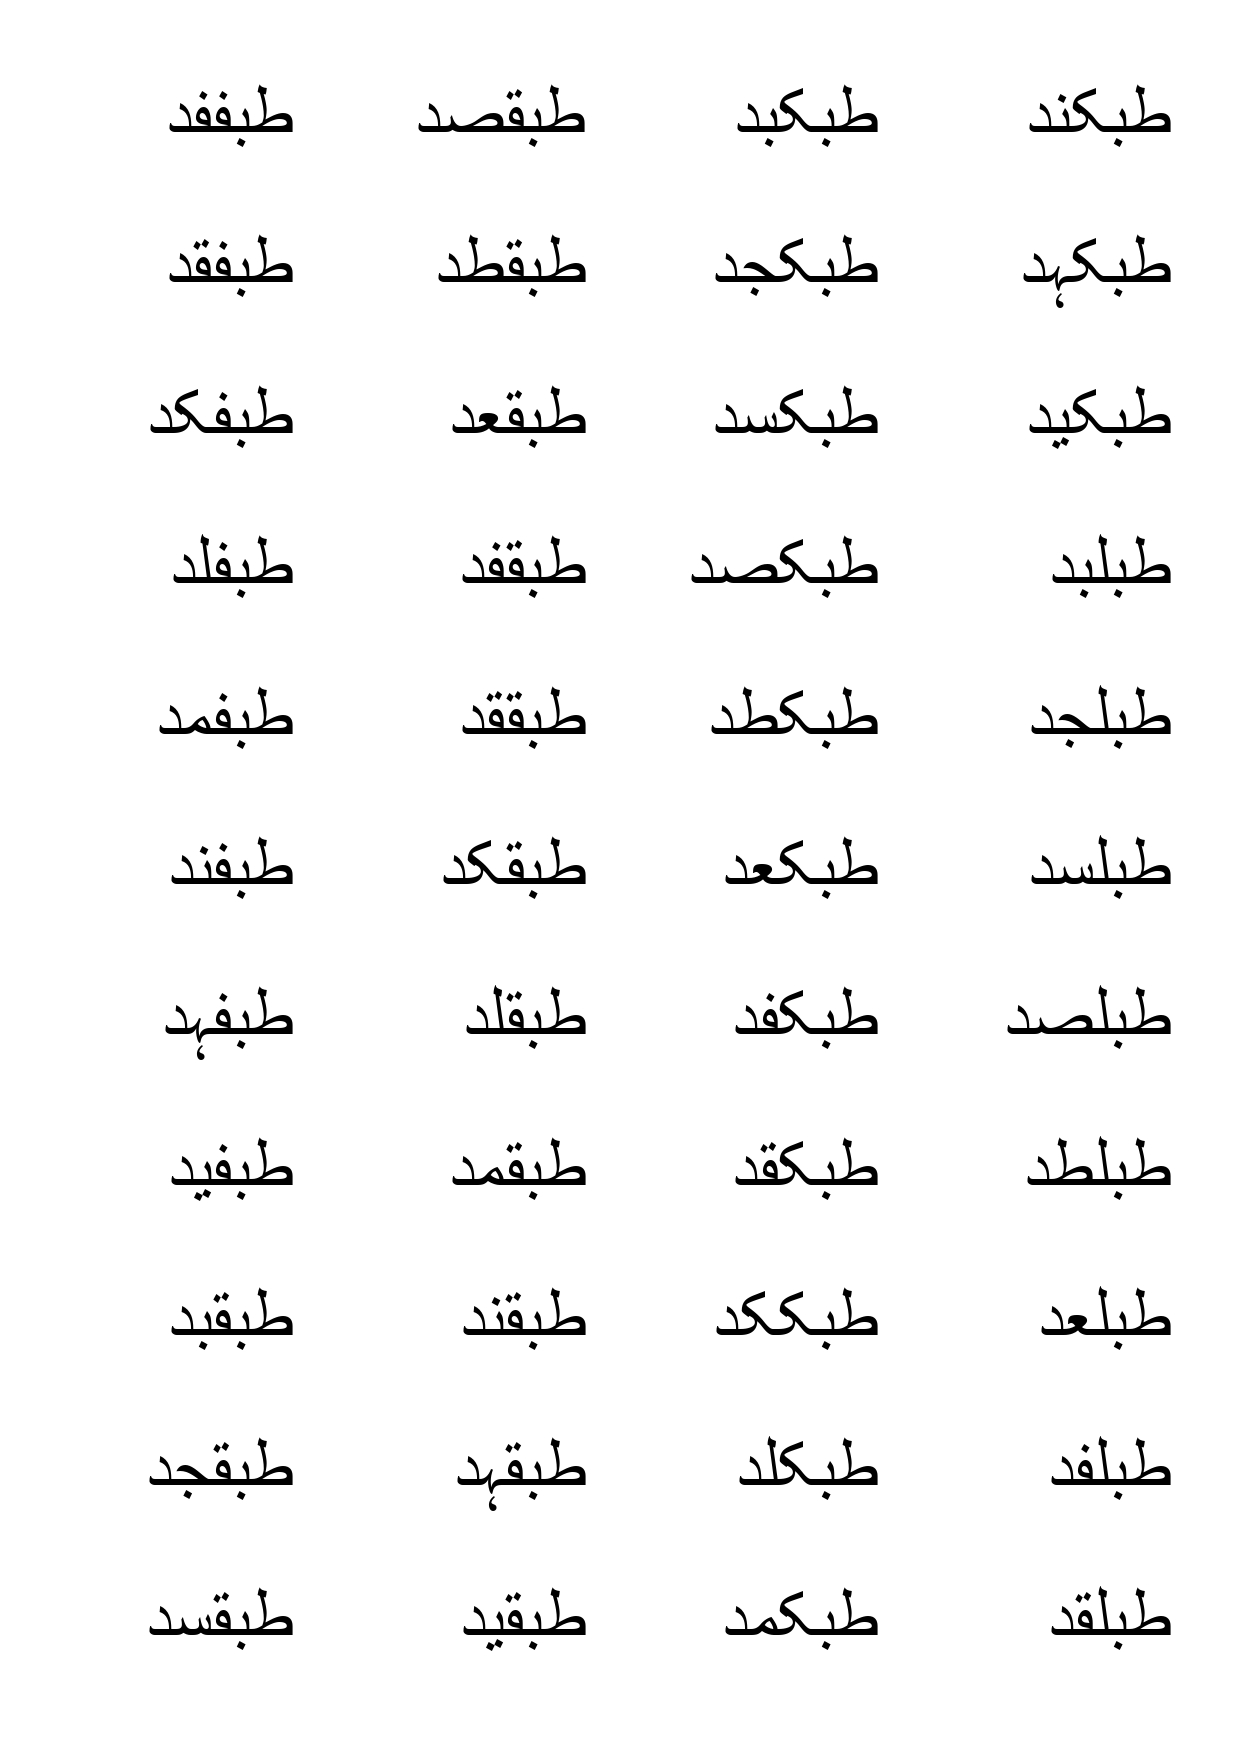 طبکند طبکبد طبقصد طبففد
طبکہد طبکجد طبقطد طبفقد
طبکید طبکسد طبقعد طبفکد
طبلبد طبکصد طبقفد طبفلد
طبلجد طبکطد طبققد طبفمد
طبلسد طبکعد طبقکد طبفند
طبلصد طبکفد طبقلد طبفہد
طبلطد طبکقد طبقمد طبفید
طبلعد طبککد طبقند طبقبد
طبلفد طبکلد طبقہد طبقجد
طبلقد طبکمد طبقید طبقسد